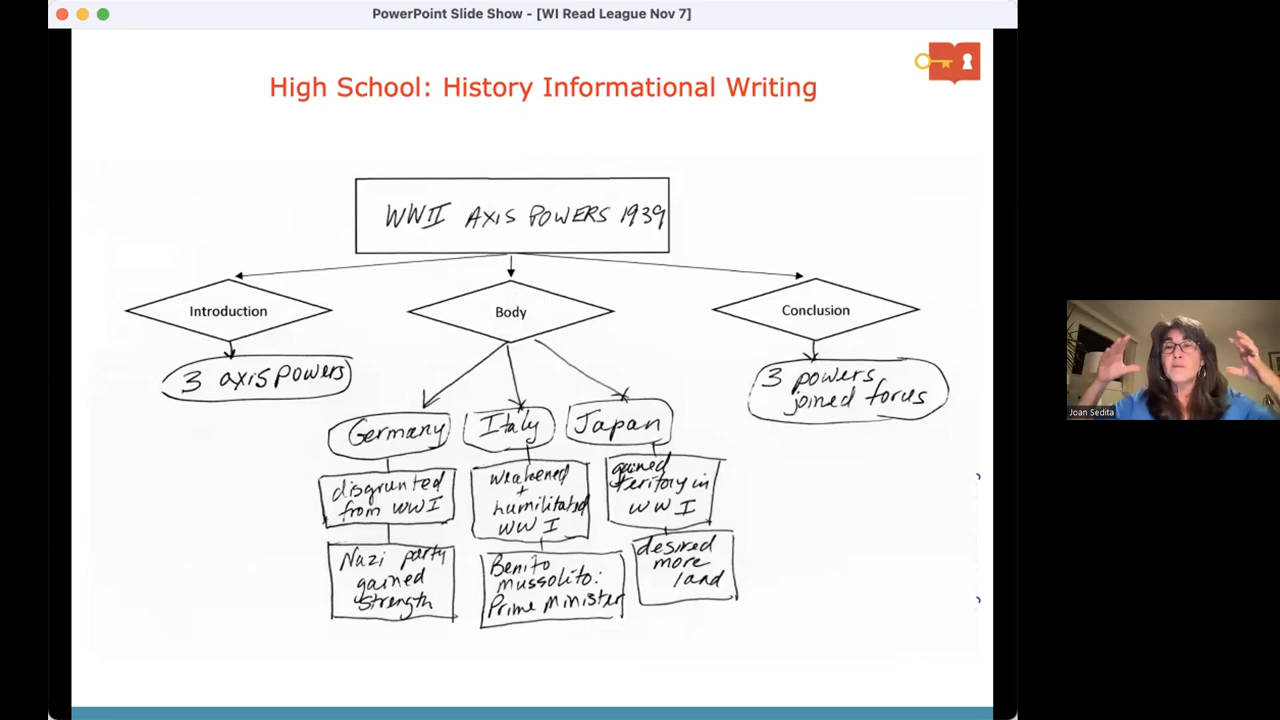 PowerPoint Slide Show - [WI Read League Nov 7]
High School: History Informational Writing
WWII AXIS POWERS 1939
Introduction
Body
Conclusion
3 axis powers
3 powers
joined forces
Germany
Italy
Japan
disgrunted
from WWI
weakened
+
humilitated
WWI
gained
teritory in
WWI
Nazi party
gained
strength
Benito
mussolito:
Prime Minister
desired
more
land
Joan Sedita